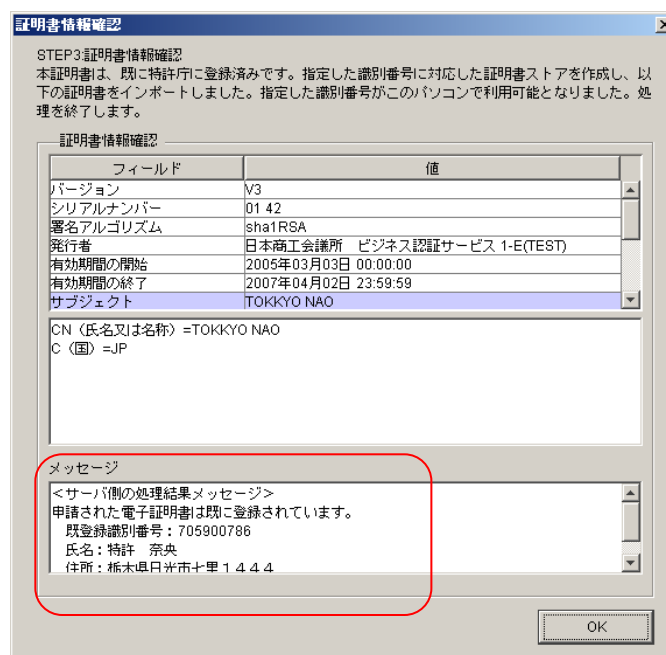 証明書情報確認
STEP3:証明書情報確認
本証明書は、既に特許庁に登録済みです。指定した識別番号に対応した証明書ストアを作成し、以
下の証明書をインポートしました。指定した識別番号がこのパソコンで利用可能となりました。処
理を終了します。
証明書情報確認
フィールド 値
バージョン V3
シリアルナンバー 01 42
署名アルゴリズム sha1RSA
発行者 日本商工会議所　ビジネス認証サービス 1-E(TEST)
有効期間の開始 2005年03月03日 00:00:00
有効期間の終了 2007年04月02日 23:59:59
サブジェクト TOKKYO NAO
CN（氏名又は名称）=TOKKYO NAO
C（国）=JP
メッセージ
<サーバ側の処理結果メッセージ>
申請された電子証明書は既に登録されています。
既登録識別番号：705900786
氏名：特許　奈央
住所：栃木県日光市七里１４４４
OK